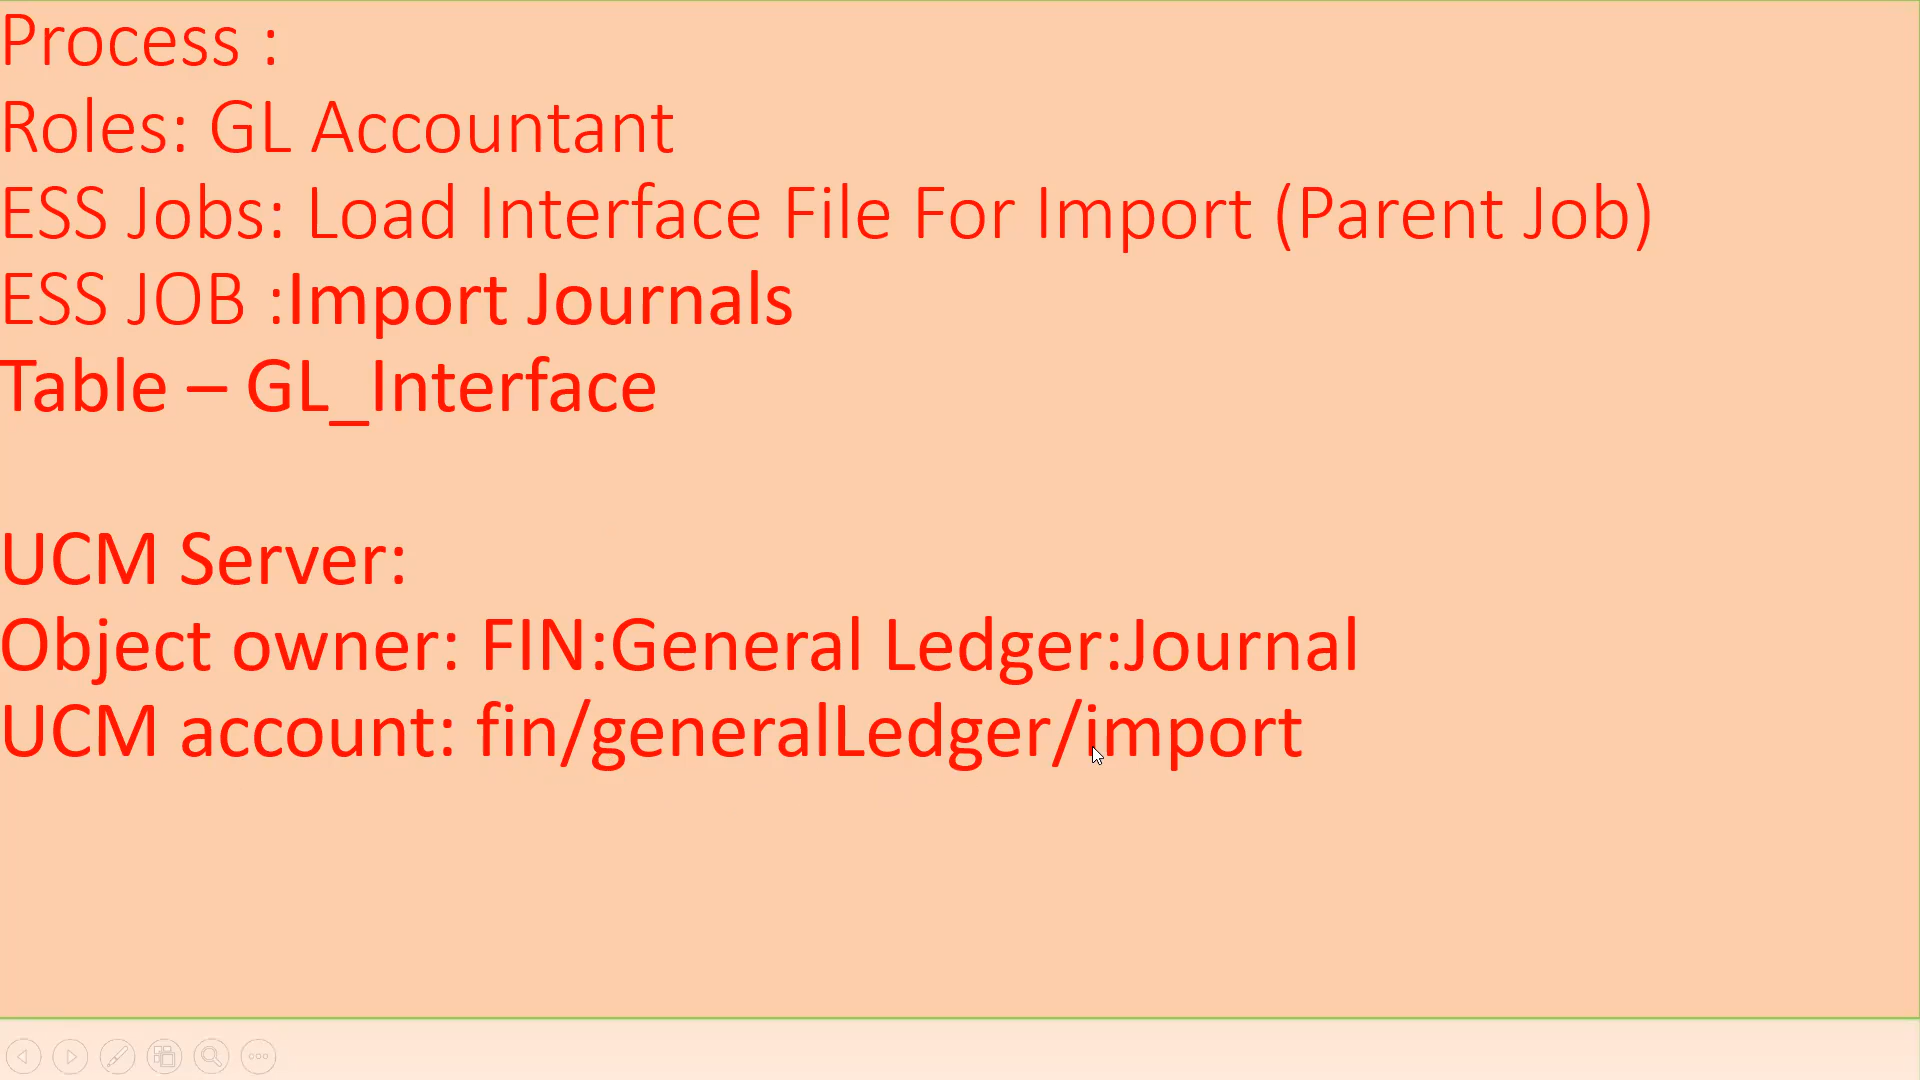 Process :
Roles: GL Accountant
ESS Jobs: Load Interface File For Import (Parent Job)
ESS JOB :Import Journals
Table – GL_Interface
UCM Server:
Object owner: FIN:General Ledger:Journal
UCM account: fin/generalLedger/import